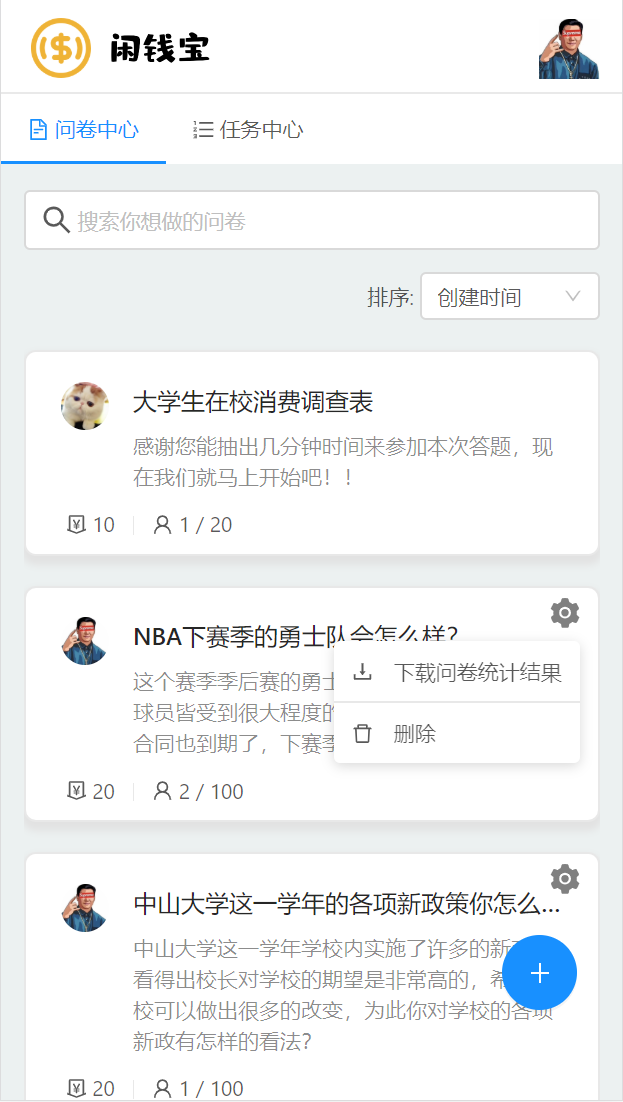 闲钱宝
问卷中心
任务中心
搜索你想做的问卷
排序:
创建时间
大学生在校消费调查表
感谢您能抽出几分钟时间来参加本次答题，现
在我们就马上开始吧！！
10
1 / 20
NBA下赛季的勇士队会怎么样?
这个赛季季后赛的勇士
球员皆受到很大程度的
合同也到期了，下赛季
下载问卷统计结果
删除
20
2 / 100
中山大学这一学年的各项新政策你怎么...
中山大学这一学年学校内实施了许多的新
看得出校长对学校的期望是非常高的，希
校可以做出很多的改变，为此你对学校的各项
新政有怎样的看法?
20
1 / 100